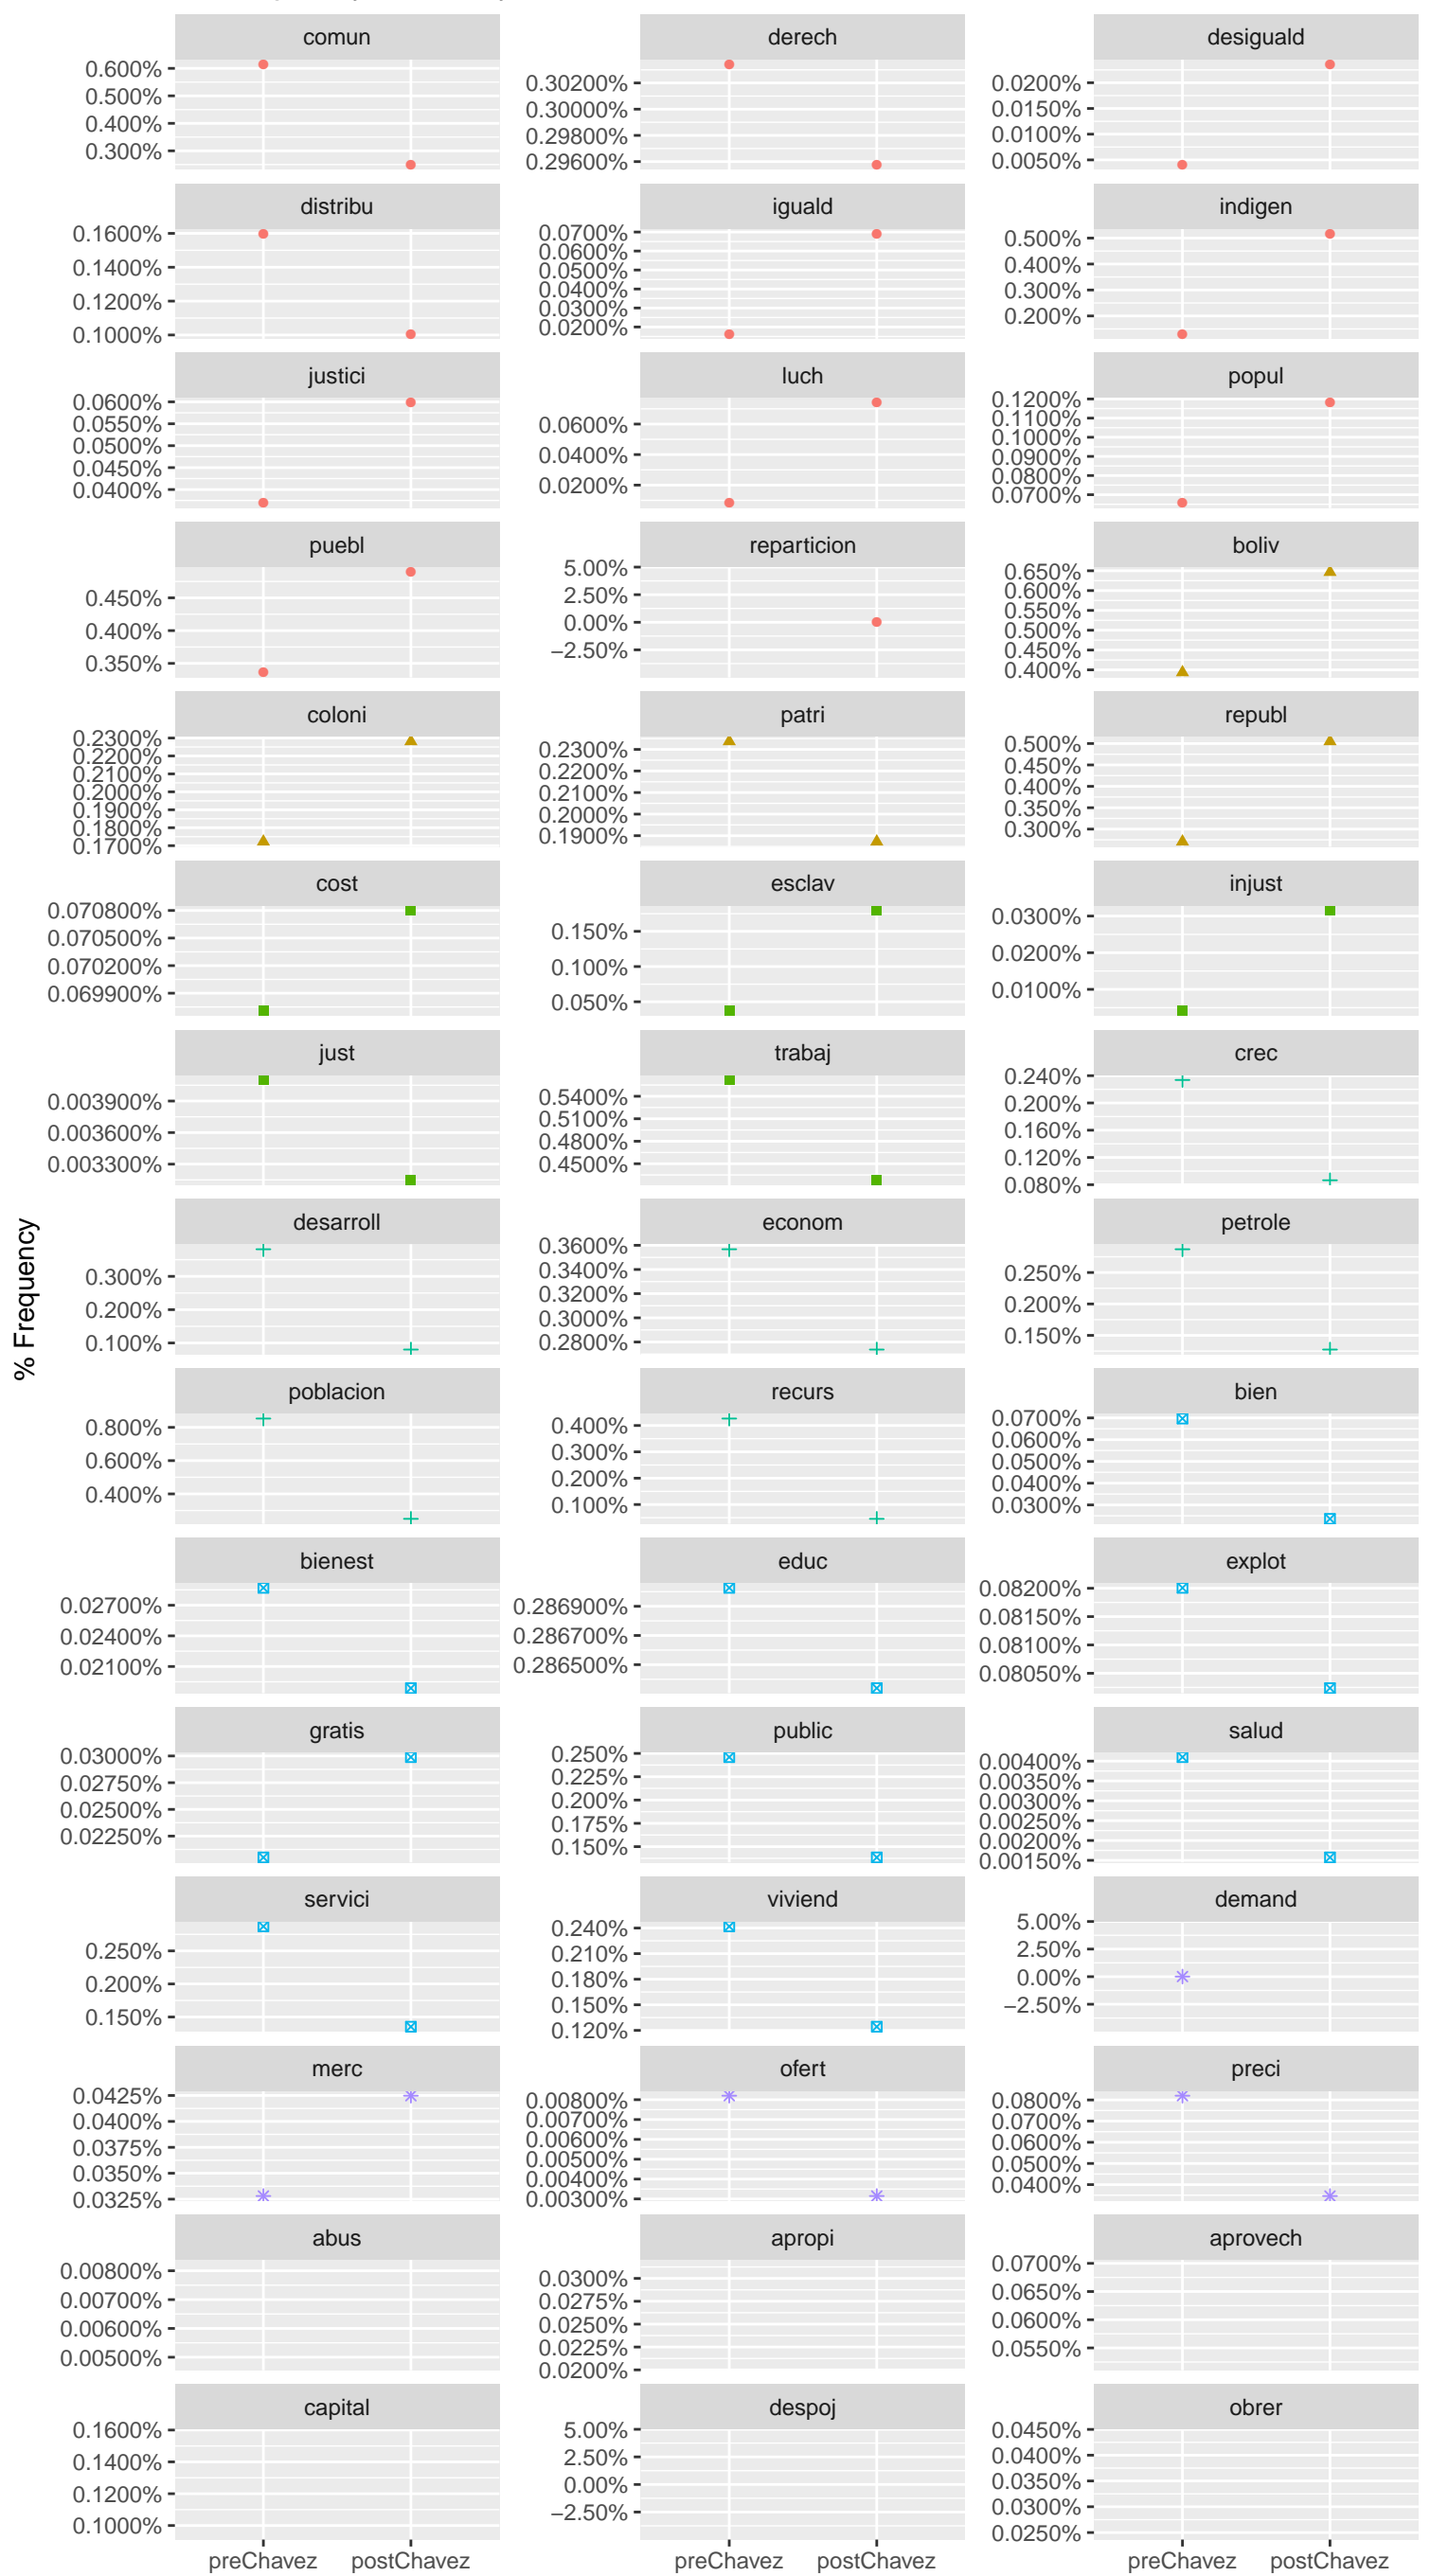 comun derech desiguald
0.600% 0.30200% 0.0200%
0.500% 0.30000% 0.0150%
0.400% 0.29800% 0.0100%
0.300% 0.29600% 0.0050%
distribu iguald indigen
0.1600% 0.0700% 0.500%
0.1400% 0.0600% 0.400%
0.1200% 0.0500% 0.300%
0.1000% 0.0400% 0.200%
0.0300%
0.0200%
justici luch popul
0.0600% 0.0600% 0.1200%
0.0550% 0.0400% 0.1100%
0.0500% 0.0200% 0.1000%
0.0450% 0.0900%
0.0400% 0.0800%
0.0700%
puebl reparticion boliv
0.450% 5.00% 0.650%
0.400% 2.50% 0.600%
0.350% 0.00% 0.550%
−2.50% 0.500%
0.450%
0.400%
coloni patri republ
0.2300% 0.2300% 0.500%
0.2200% 0.2200% 0.450%
0.2100% 0.2100% 0.400%
0.2000% 0.2000% 0.350%
0.1900% 0.1900% 0.300%
0.1800%
0.1700%
cost esclav injust
0.070800% 0.150% 0.0300%
0.070500% 0.100% 0.0200%
0.070200% 0.050% 0.0100%
0.069900%
just trabaj crec
0.003900% 0.5400% 0.240%
0.003600% 0.5100% 0.200%
0.003300% 0.4800% 0.160%
0.4500% 0.120%
0.080%
% Frequency
desarroll econom petrole
0.300% 0.3600% 0.250%
0.200% 0.3400% 0.200%
0.100% 0.3200% 0.150%
0.3000%
0.2800%
poblacion recurs bien
0.800% 0.400% 0.0700%
0.600% 0.300% 0.0600%
0.400% 0.200% 0.0500%
0.100% 0.0400%
0.0300%
bienest educ explot
0.02700% 0.286900% 0.08200%
0.02400% 0.286700% 0.08150%
0.02100% 0.286500% 0.08100%
0.08050%
gratis public salud
0.03000% 0.250% 0.00400%
0.02750% 0.225% 0.00350%
0.02500% 0.200% 0.00300%
0.02250% 0.175% 0.00250%
0.150% 0.00200%
0.00150%
servici viviend demand
0.250% 0.240% 5.00%
0.200% 0.210% 2.50%
0.150% 0.180% 0.00%
0.150% −2.50%
0.120%
merc ofert preci
0.0425% 0.00800% 0.0800%
0.0400% 0.00700% 0.0700%
0.0375% 0.00600% 0.0600%
0.0350% 0.00500% 0.0500%
0.0325% 0.00400% 0.0400%
0.00300%
abus apropi aprovech
0.00800% 0.0300% 0.0700%
0.00700% 0.0275% 0.0650%
0.00600% 0.0250% 0.0600%
0.00500% 0.0225% 0.0550%
0.0200%
capital despoj obrer
0.1600% 5.00% 0.0450%
0.1400% 2.50% 0.0400%
0.1200% 0.00% 0.0350%
0.1000% −2.50% 0.0300%
0.0250%
preChavez postChavez preChavez postChavez preChavez postChavez